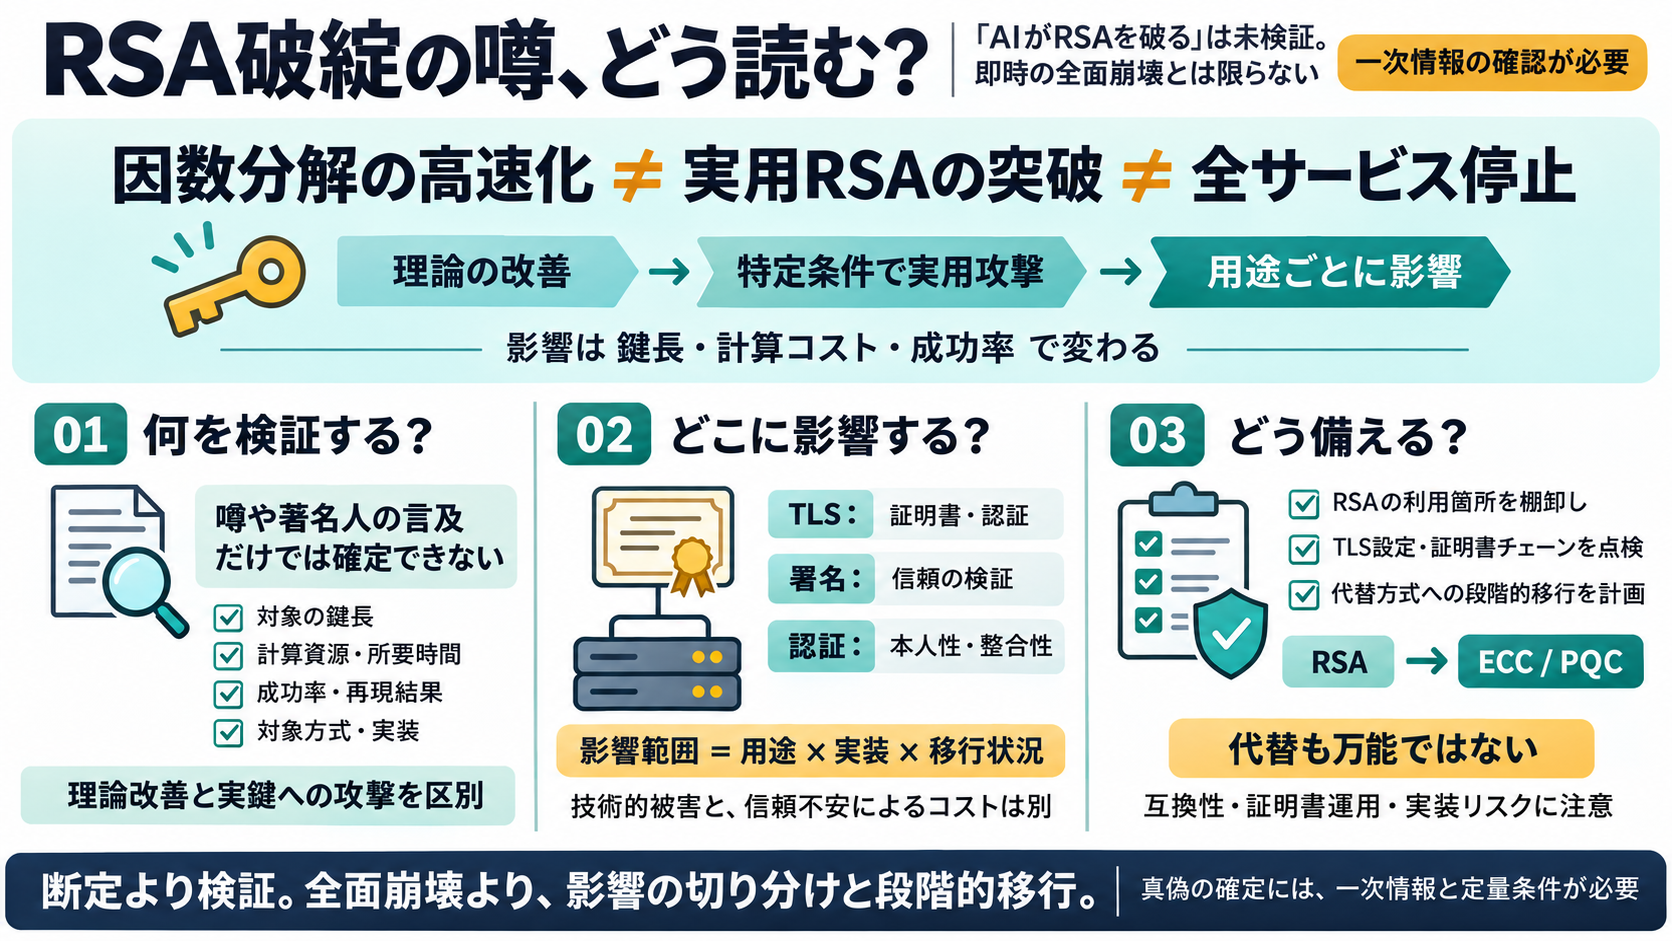 RSA破綻の噂、どう読む?
「AIがRSAを破る」は未検証。
即時の全面崩壊とは限らない
一次情報の確認が必要
因数分解の高速化 ≠ 実用RSAの突破 ≠ 全サービス停止
理論の改善 → 特定条件で実用攻撃 → 用途ごとに影響
影響は 鍵長・計算コスト・成功率 で変わる
01 何を検証する?
噂や著名人の言及
だけでは確定できない
対象の鍵長
計算資源・所要時間
成功率・再現結果
対象方式・実装
理論改善と実鍵への攻撃を区別
02 どこに影響する?
TLS: 証明書・認証
署名: 信頼の検証
認証: 本人性・整合性
影響範囲 = 用途 × 実装 × 移行状況
技術的被害と、信頼不安によるコストは別
03 どう備える?
RSAの利用箇所を棚卸し
TLS設定・証明書チェーンを点検
代替方式への段階的移行を計画
RSA → ECC / PQC
代替も万能ではない
互換性・証明書運用・実装リスクに注意
断定より検証。全面崩壊より、影響の切り分けと段階的移行。
真偽の確定には、一次情報と定量条件が必要